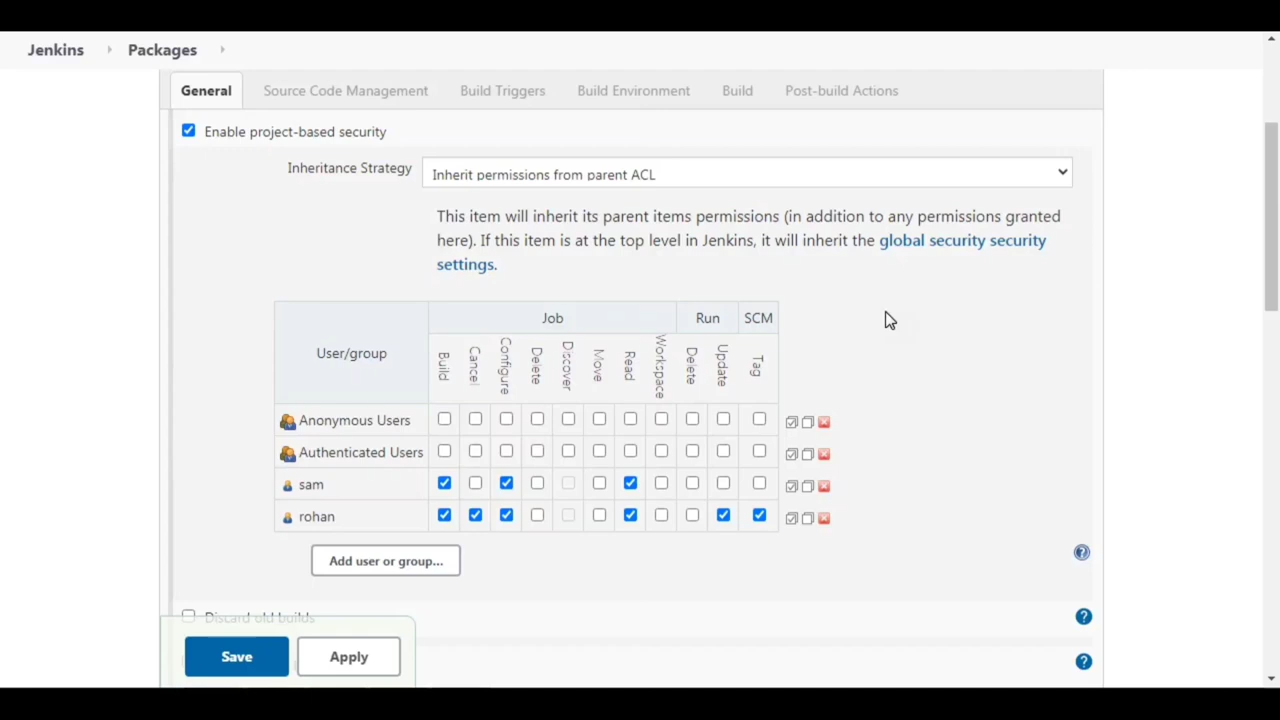 Jenkins Packages
General Source Code Management Build Triggers Build Environment Build Post-build Actions
Enable project-based security
Inheritance Strategy Inherit permissions from parent ACL
This item will inherit its parent items permissions (in addition to any permissions granted
here). If this item is at the top level in Jenkins, it will inherit the global security security
settings.
User/group Job Run SCM
Build Cancel Configure Delete Discover Move Read Workspace Delete Update Tag
Anonymous Users
Authenticated Users
sam
rohan
Add user or group...
Discard old builds
Save Apply